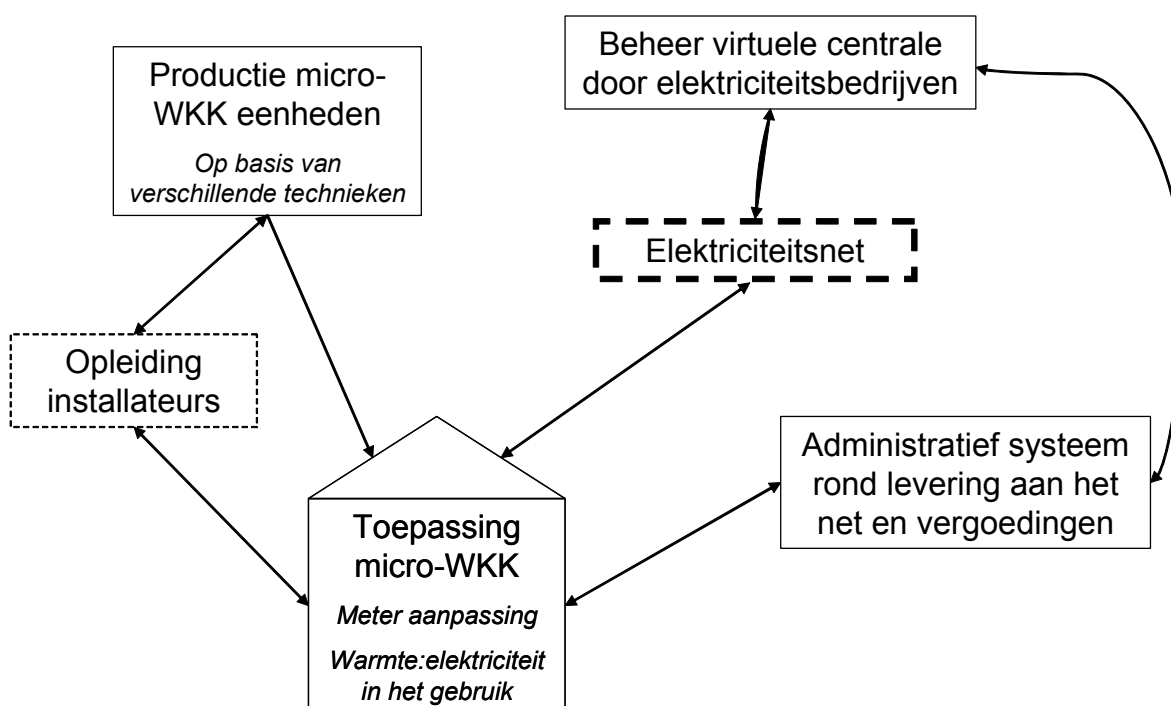 Productie micro-
WKK eenheden
Op basis van
verschillende technieken
Beheer virtuele centrale
door elektriciteitsbedrijven
Elektriciteitsnet
Opleiding
installateurs
Administratief systeem
rond levering aan het
net en vergoedingen
Toepassing
micro-WKK
Meter aanpassing
Warmte:elektriciteit
in het gebruik